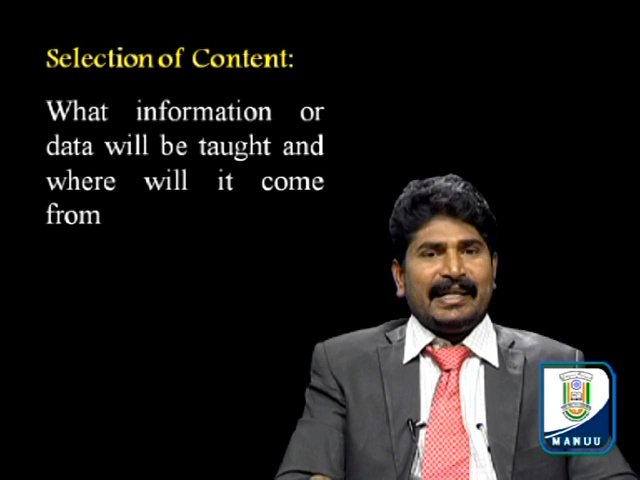 Selection of Content:
What information or
data will be taught and
where will it come
from
MANUU